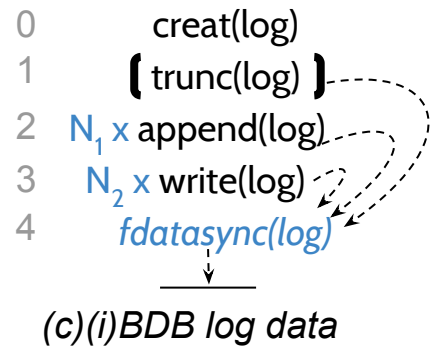 0 creat(log)
1 [ trunc(log) ]
2 N1 x append(log)
3 N2 x write(log)
4 fdatasync(log)
(c)(i)BDB log data